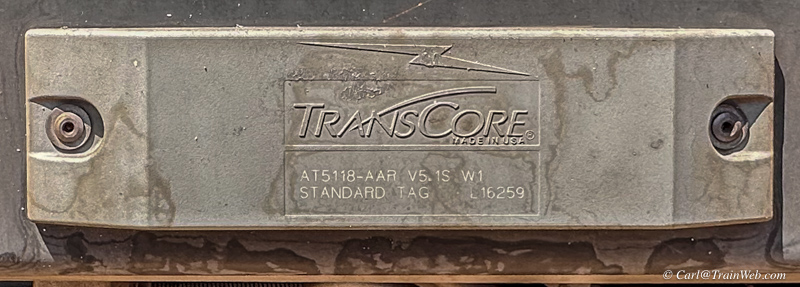 TRANSCORE®
MADE IN USA
AT5118-AAR V5.1S W1
STANDARD TAG L16259
© Carl@TrainWeb.com